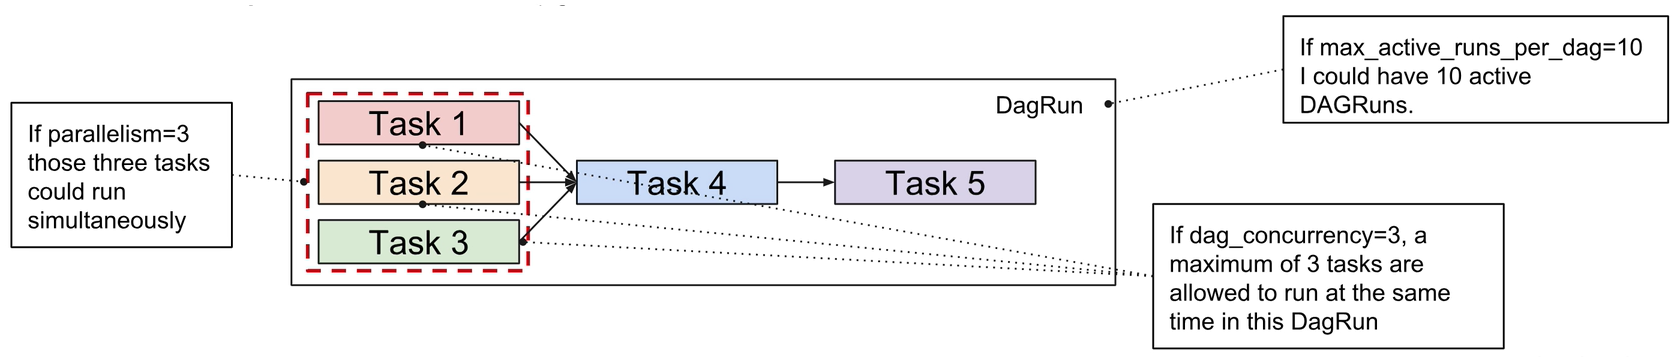 If parallelism=3
those three tasks
could run
simultaneously
Task 1
Task 2
Task 3
Task 4
Task 5
DagRun
If max_active_runs_per_dag=10
I could have 10 active
DAGRuns.
If dag_concurrency=3, a
maximum of 3 tasks are
allowed to run at the same
time in this DagRun